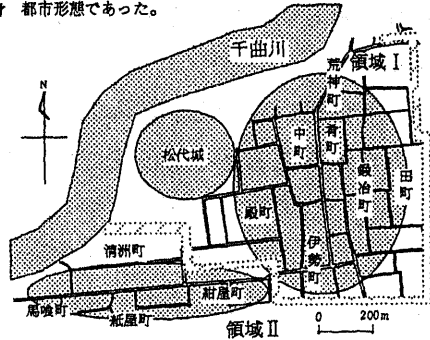 都市形態であった。
千曲川
領域Ⅰ
荒神町
N
松代城
中町
肴町
鍛冶町
田町
殿町
伊勢町
清洲町
馬喰町
紙屋町
紺屋町
領域Ⅱ
0 200m